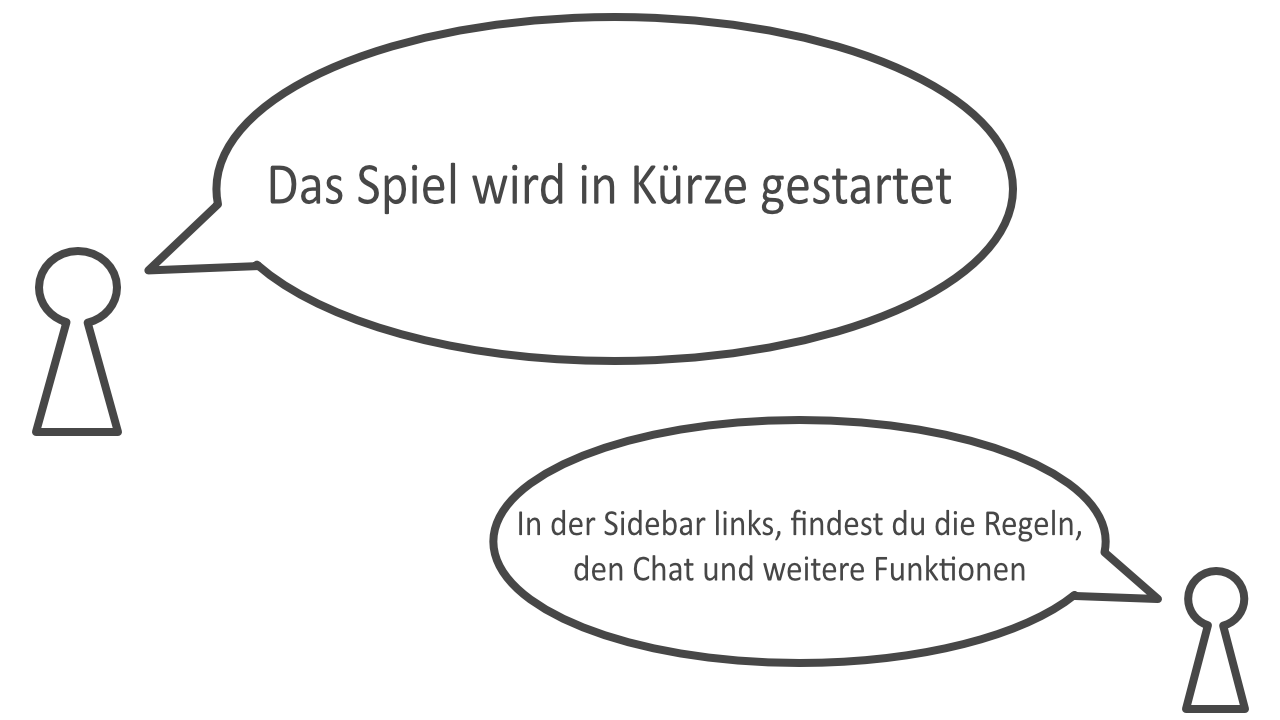 Das Spiel wird in Kürze gestartet
In der Sidebar links, findest du die Regeln,
den Chat und weitere Funktionen